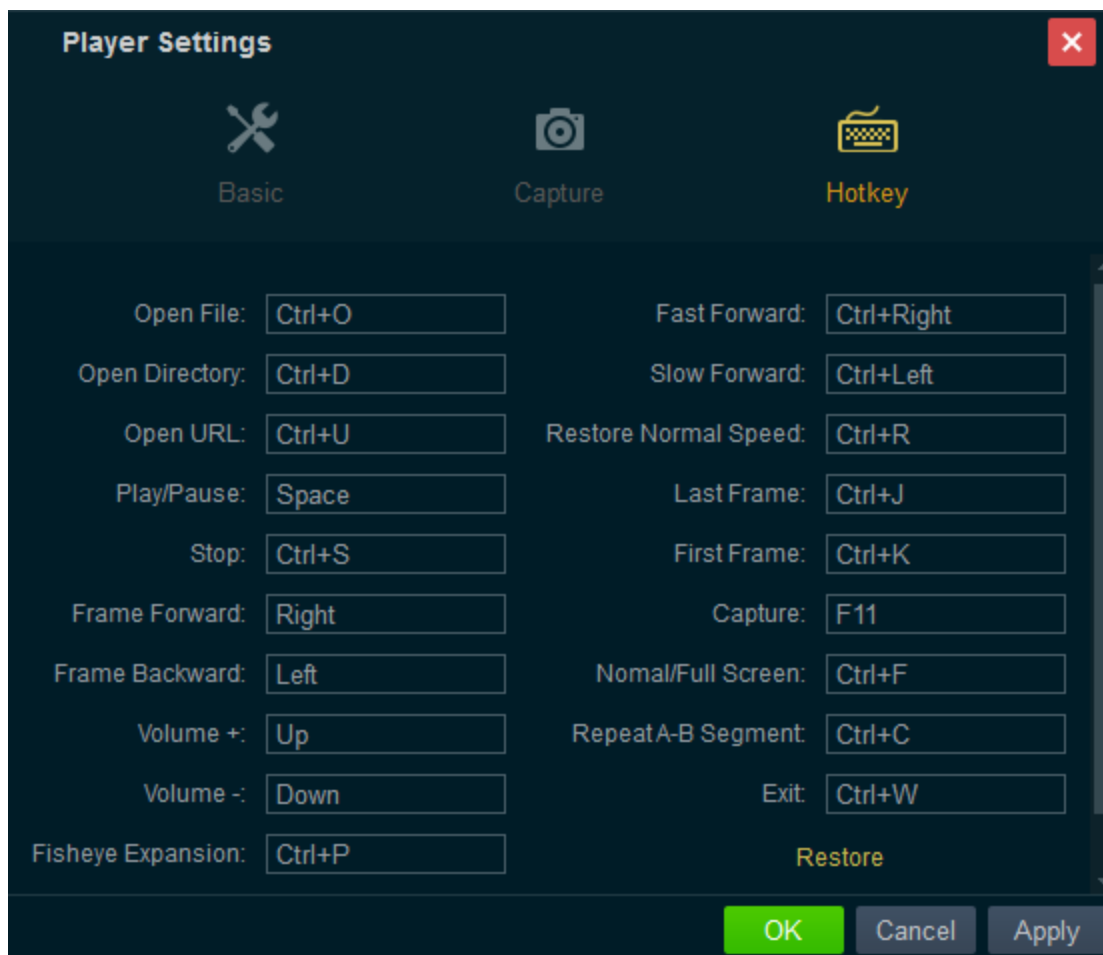 Player Settings
Basic Capture Hotkey
Open File: Ctrl+O Fast Forward: Ctrl+Right
Open Directory: Ctrl+D Slow Forward: Ctrl+Left
Open URL: Ctrl+U Restore Normal Speed: Ctrl+R
Play/Pause: Space Last Frame: Ctrl+J
Stop: Ctrl+S First Frame: Ctrl+K
Frame Forward: Right Capture: F11
Frame Backward: Left Nomal/Full Screen: Ctrl+F
Volume +: Up Repeat A-B Segment: Ctrl+C
Volume -: Down Exit: Ctrl+W
Fisheye Expansion: Ctrl+P Restore
OK Cancel Apply